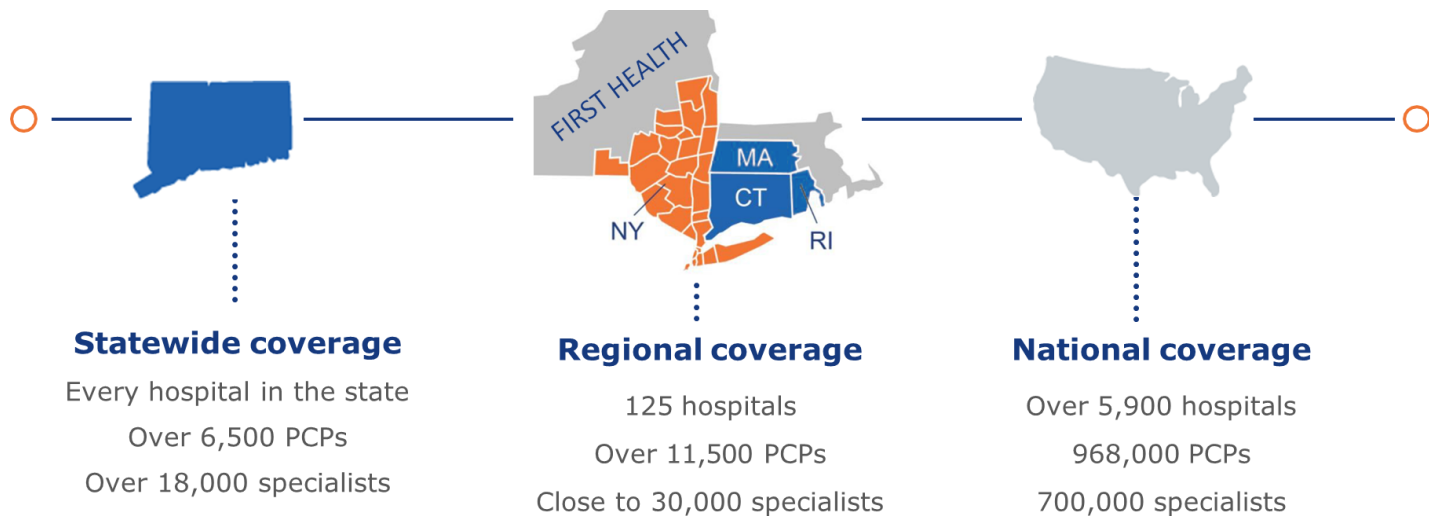 FIRST HEALTH
MA
CT
NY
RI
Statewide coverage
Every hospital in the state
Over 6,500 PCPs
Over 18,000 specialists
Regional coverage
125 hospitals
Over 11,500 PCPs
Close to 30,000 specialists
National coverage
Over 5,900 hospitals
968,000 PCPs
700,000 specialists